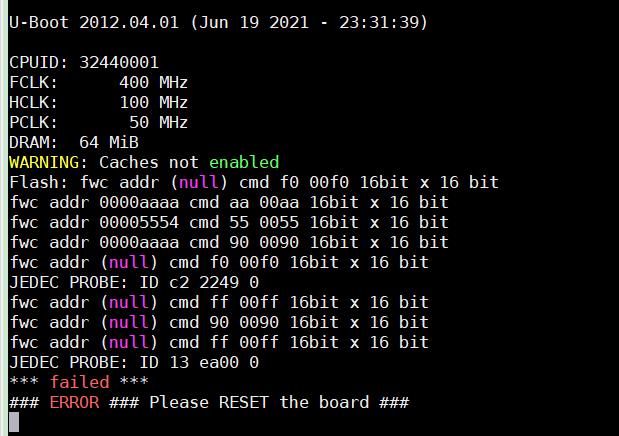 U-Boot 2012.04.01 (Jun 19 2021 - 23:31:39)
CPUID: 32440001
FCLK:      400 MHz
HCLK:      100 MHz
PCLK:       50 MHz
DRAM:  64 MiB
WARNING: Caches not enabled
Flash: fwc addr (null) cmd f0 00f0 16bit x 16 bit
fwc addr 0000aaaa cmd aa 00aa 16bit x 16 bit
fwc addr 00005554 cmd 55 0055 16bit x 16 bit
fwc addr 0000aaaa cmd 90 0090 16bit x 16 bit
fwc addr (null) cmd f0 00f0 16bit x 16 bit
JEDEC PROBE: ID c2 2249 0
fwc addr (null) cmd ff 00ff 16bit x 16 bit
fwc addr (null) cmd 90 0090 16bit x 16 bit
fwc addr (null) cmd ff 00ff 16bit x 16 bit
JEDEC PROBE: ID 13 ea00 0
*** failed ***
### ERROR ### Please RESET the board ###